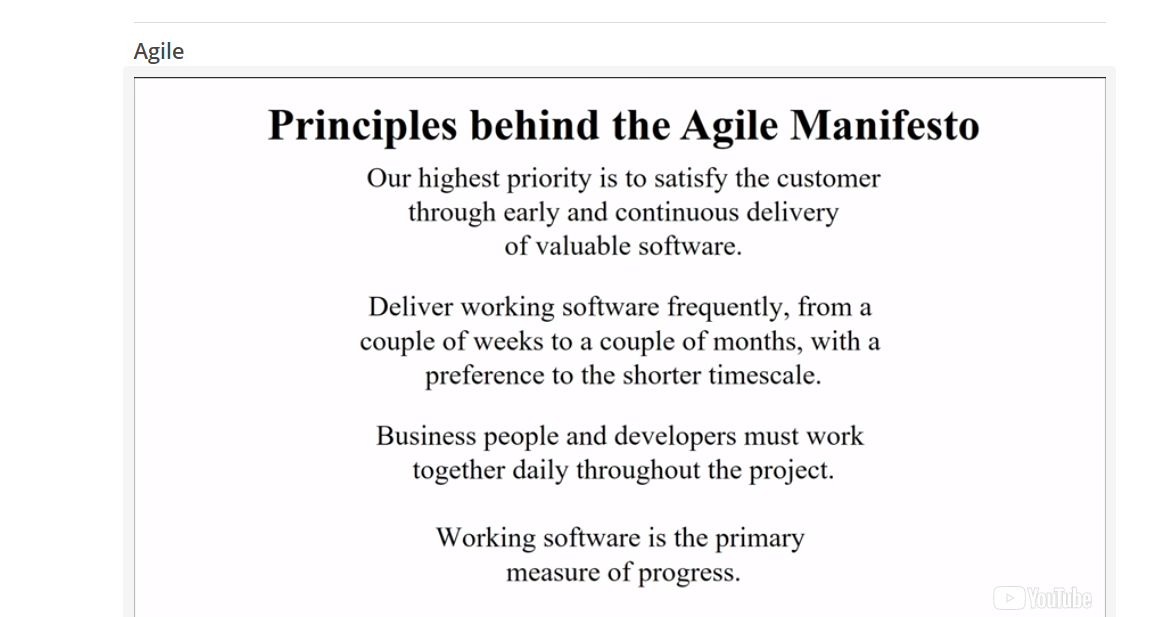 Agile
Principles behind the Agile Manifesto
Our highest priority is to satisfy the customer
through early and continuous delivery
of valuable software.
Deliver working software frequently, from a
couple of weeks to a couple of months, with a
preference to the shorter timescale.
Business people and developers must work
together daily throughout the project.
Working software is the primary
measure of progress.
YouTube